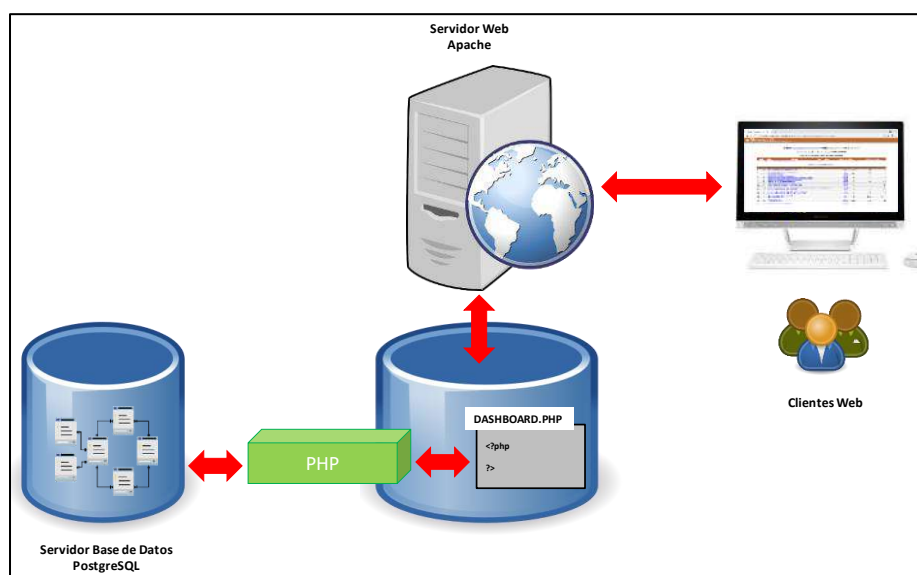 Servidor Web
Apache
Clientes Web
DASHBOARD.PHP
<?php
?>
PHP
Servidor Base de Datos
PostgreSQL